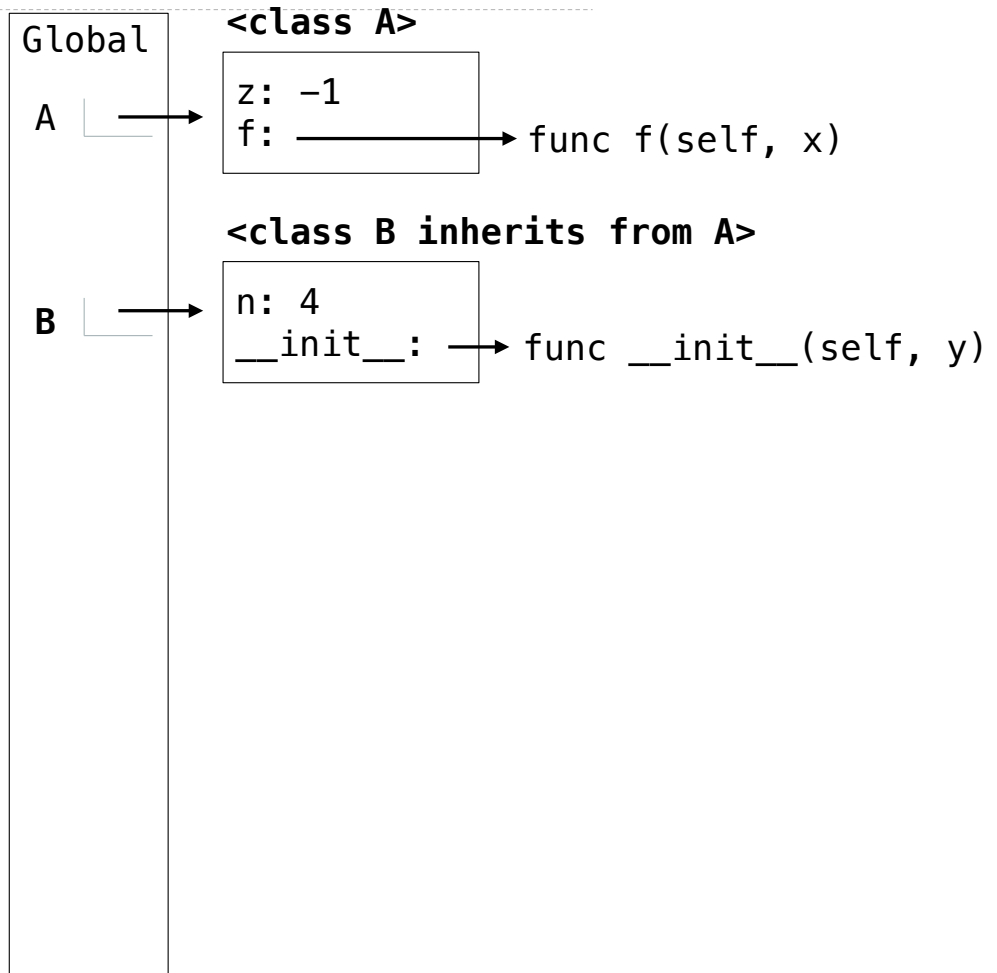 Global
<class A>
A
z: −1
f:
func f(self, x)
<class B inherits from A>
B
n: 4
__init__:
func __init__(self, y)